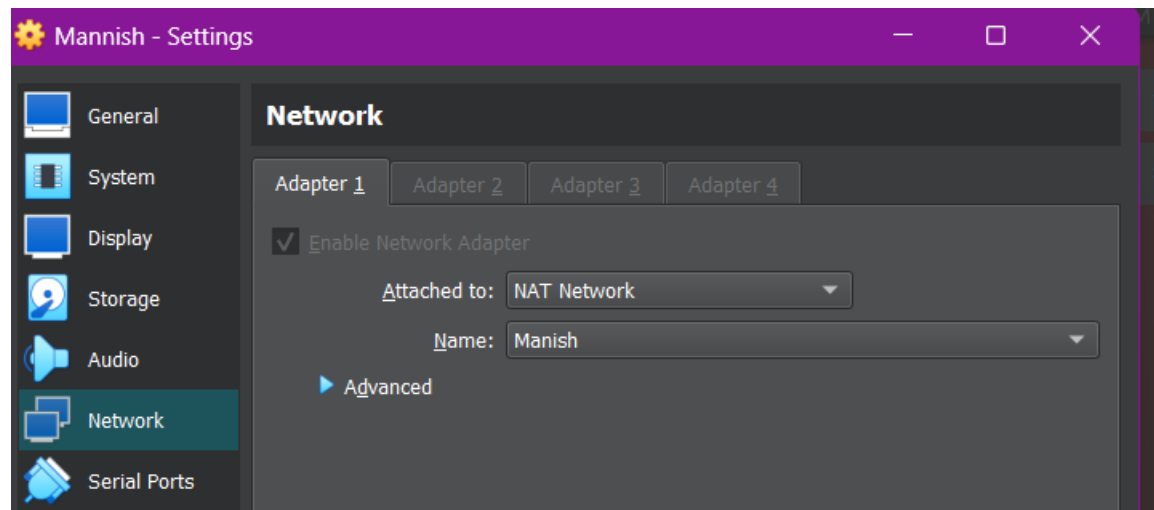 Mannish - Settings
General
System
Display
Storage
Audio
Network
Serial Ports
Network
Adapter 1
Adapter 2
Adapter 3
Adapter 4
Enable Network Adapter
Attached to: NAT Network
Name: Manish
Advanced